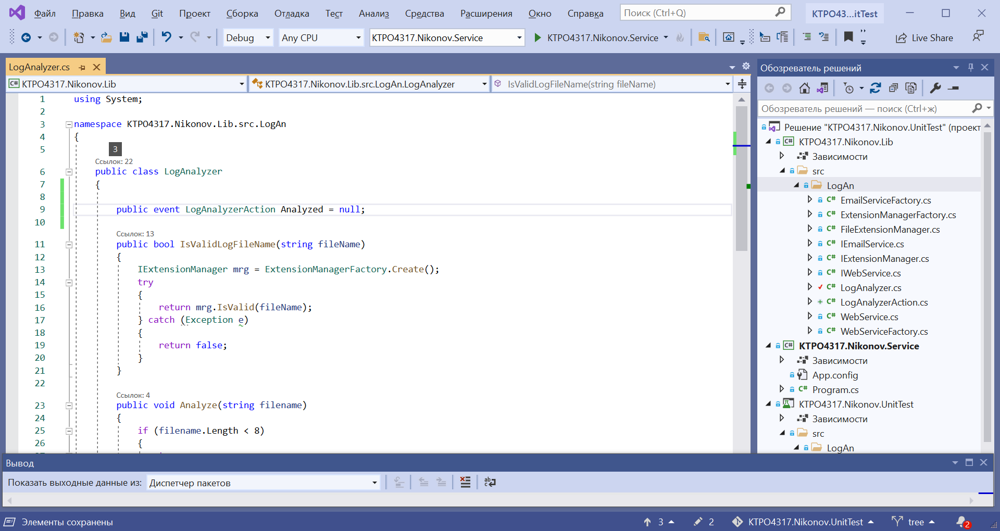 Файл Правка Вид Git Проект Сборка Отладка Тест Анализ Средства Расширения Окно Справка Поиск (Ctrl+Q) КТРО43...itTest
Debug Any CPU KTPO4317.Nikonov.Service KTPO4317.Nikonov.Service Live Share
LogAnalyzer.cs
C# KTPO4317.Nikonov.Lib KTPO4317.Nikonov.Lib.src.LogAn.LogAnalyzer IsValidLogFileName(string fileName)
1 using System;
2
3 namespace KTPO4317.Nikonov.Lib.src.LogAn
4 {
5
3
Ссылок: 22
6 public class LogAnalyzer
7 {
8
9 public event LogAnalyzerAction Analyzed = null;
10
Ссылок: 13
11 public bool IsValidLogFileName(string fileName)
12 {
13 IExtensionManager mrg = ExtensionManagerFactory.Create();
14 try
15 {
16 return mrg.IsValid(fileName);
17 } catch (Exception e)
18 {
19 return false;
20 }
21 }
22
Ссылок: 4
23 public void Analyze(string filename)
24 {
25 if (filename.Length < 8)
26 {
Обозреватель решений
Обозреватель решений — поиск (Ctrl+ж)
Решение "KTPO4317.Nikonov.UnitTest" (проект
C# KTPO4317.Nikonov.Lib
Зависимости
src
LogAn
C# EmailServiceFactory.cs
C# ExtensionManagerFactory.cs
C# FileExtensionManager.cs
C# IEmailService.cs
C# IExtensionManager.cs
C# IWebService.cs
C# LogAnalyzer.cs
C# LogAnalyzerAction.cs
C# WebService.cs
C# WebServiceFactory.cs
C# KTPO4317.Nikonov.Service
Зависимости
App.config
C# Program.cs
KTPO4317.Nikonov.UnitTest
Зависимости
src
LogAn
Вывод
Показать выходные данные из: Диспетчер пакетов
Элементы сохранены 3 2 KTPO4317.Nikonov.UnitTest tree 2